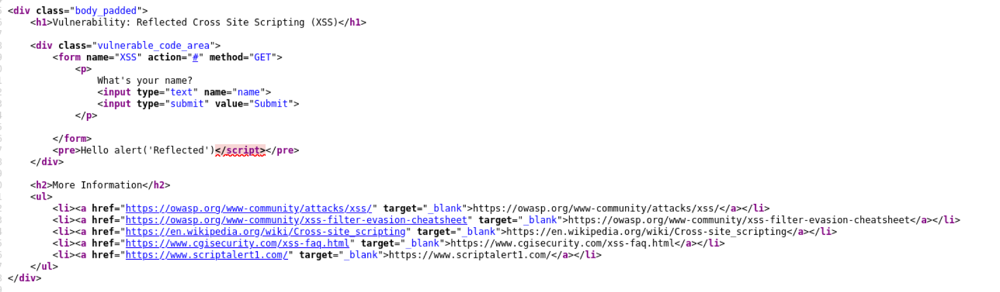 <div class="body_padded">
<h1>Vulnerability: Reflected Cross Site Scripting (XSS)</h1>
<div class="vulnerable_code_area">
<form name="XSS" action="#" method="GET">
<p>
What's your name?
<input type="text" name="name">
<input type="submit" value="Submit">
</p>
</form>
<pre>Hello alert('Reflected')</script></pre>
</div>
<h2>More Information</h2>
<ul>
<li><a href="https://owasp.org/www-community/attacks/xss/" target="_blank">https://owasp.org/www-community/attacks/xss/</a></li>
<li><a href="https://owasp.org/www-community/xss-filter-evasion-cheatsheet" target="_blank">https://owasp.org/www-community/xss-filter-evasion-cheatsheet</a></li>
<li><a href="https://en.wikipedia.org/wiki/Cross-site_scripting" target="_blank">https://en.wikipedia.org/wiki/Cross-site_scripting</a></li>
<li><a href="https://www.cgisecurity.com/xss-faq.html" target="_blank">https://www.cgisecurity.com/xss-faq.html</a></li>
<li><a href="https://www.scriptalert1.com/" target="_blank">https://www.scriptalert1.com/</a></li>
</ul>
</div>